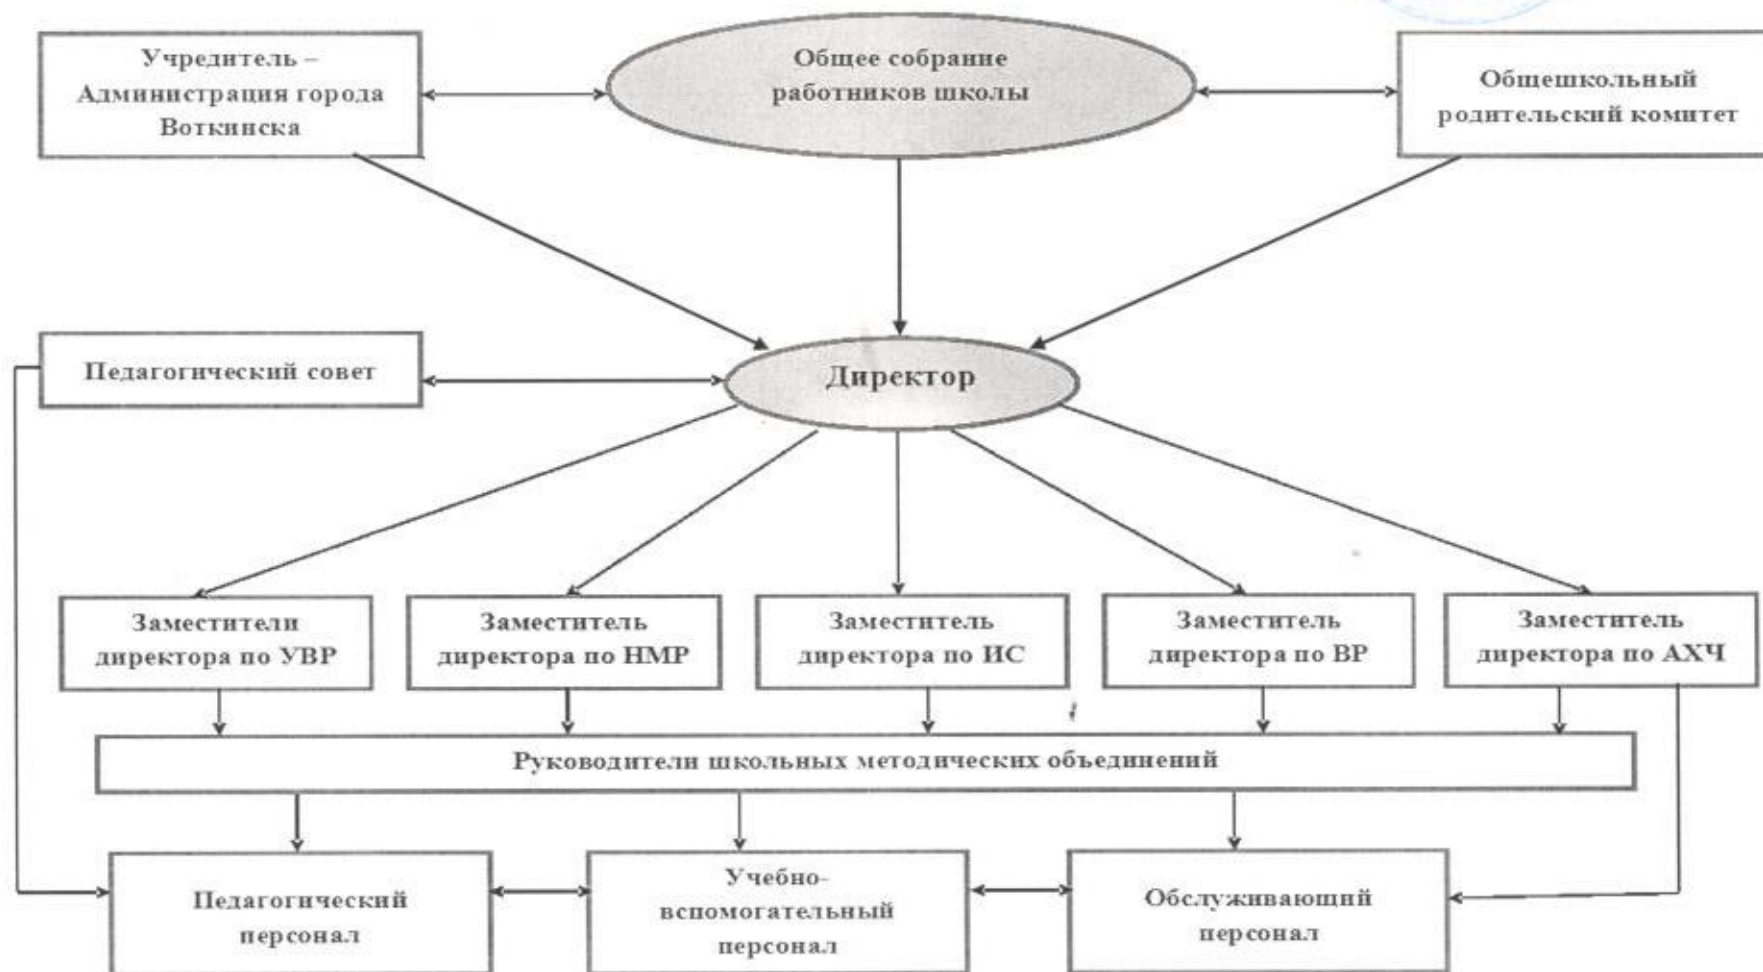 Учредитель –
Администрация города
Воткинска
Общее собрание
работников школы
Общешкольный
родительский комитет
Педагогический совет
Директор
Заместители
директора по УВР
Заместитель
директора по НМР
Заместитель
директора по ИС
Заместитель
директора по ВР
Заместитель
директора по АХЧ
Руководители школьных методических объединений
Педагогический
персонал
Учебно-
вспомогательный
персонал
Обслуживающий
персонал